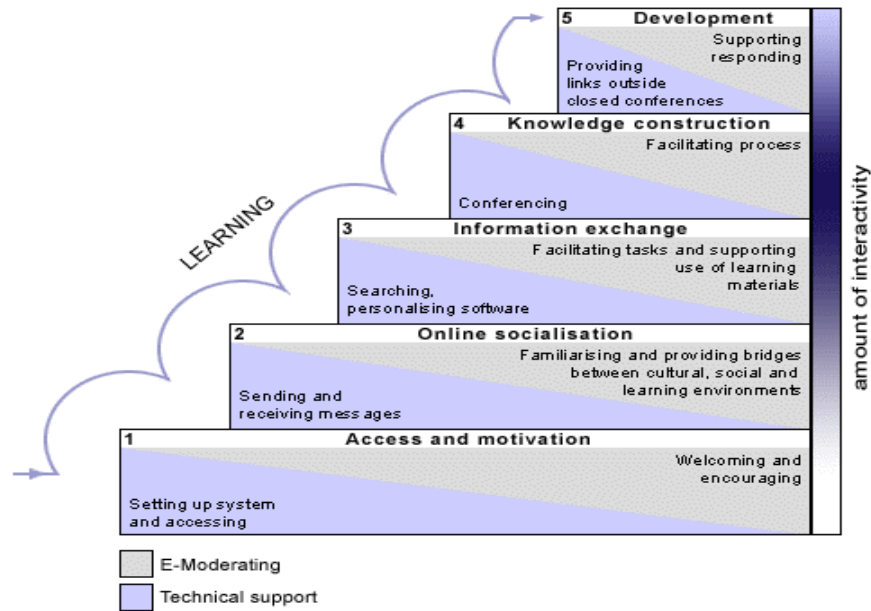 5 Development
Supporting
responding
Providing
links outside
closed conferences
4 Knowledge construction
Facilitating process
Conferencing
3 Information exchange
Facilitating tasks and supporting
use of learning
materials
Searching,
personalising software
2 Online socialisation
Familiarising and providing bridges
between cultural, social and
learning environments
Sending and
receiving messages
1 Access and motivation
Welcoming and
encouraging
Setting up system
and accessing
LEARNING
amount of interactivity
E-Moderating
Technical support